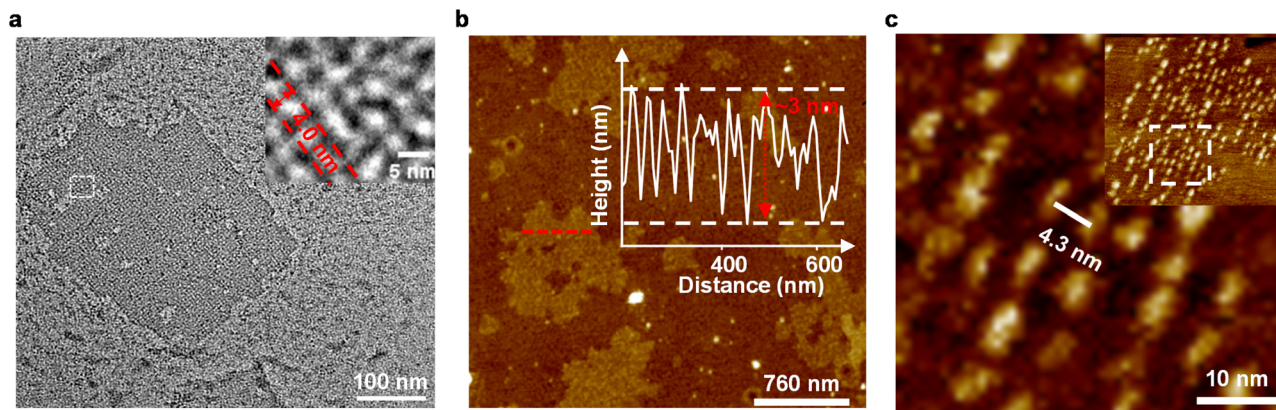 a
4.0 nm
5 nm
100 nm
b
Height (nm)
~3 nm
400
600
Distance (nm)
760 nm
c
4.3 nm
10 nm